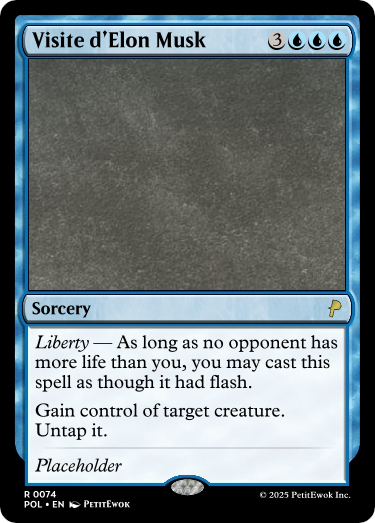 Visite d'Elon Musk 3
Sorcery
Liberty — As long as no opponent has
more life than you, you may cast this
spell as though it had flash.
Gain control of target creature.
Untap it.
Placeholder
R 0074
POL • EN PETITEWOK
© 2025 PetitEwok Inc.